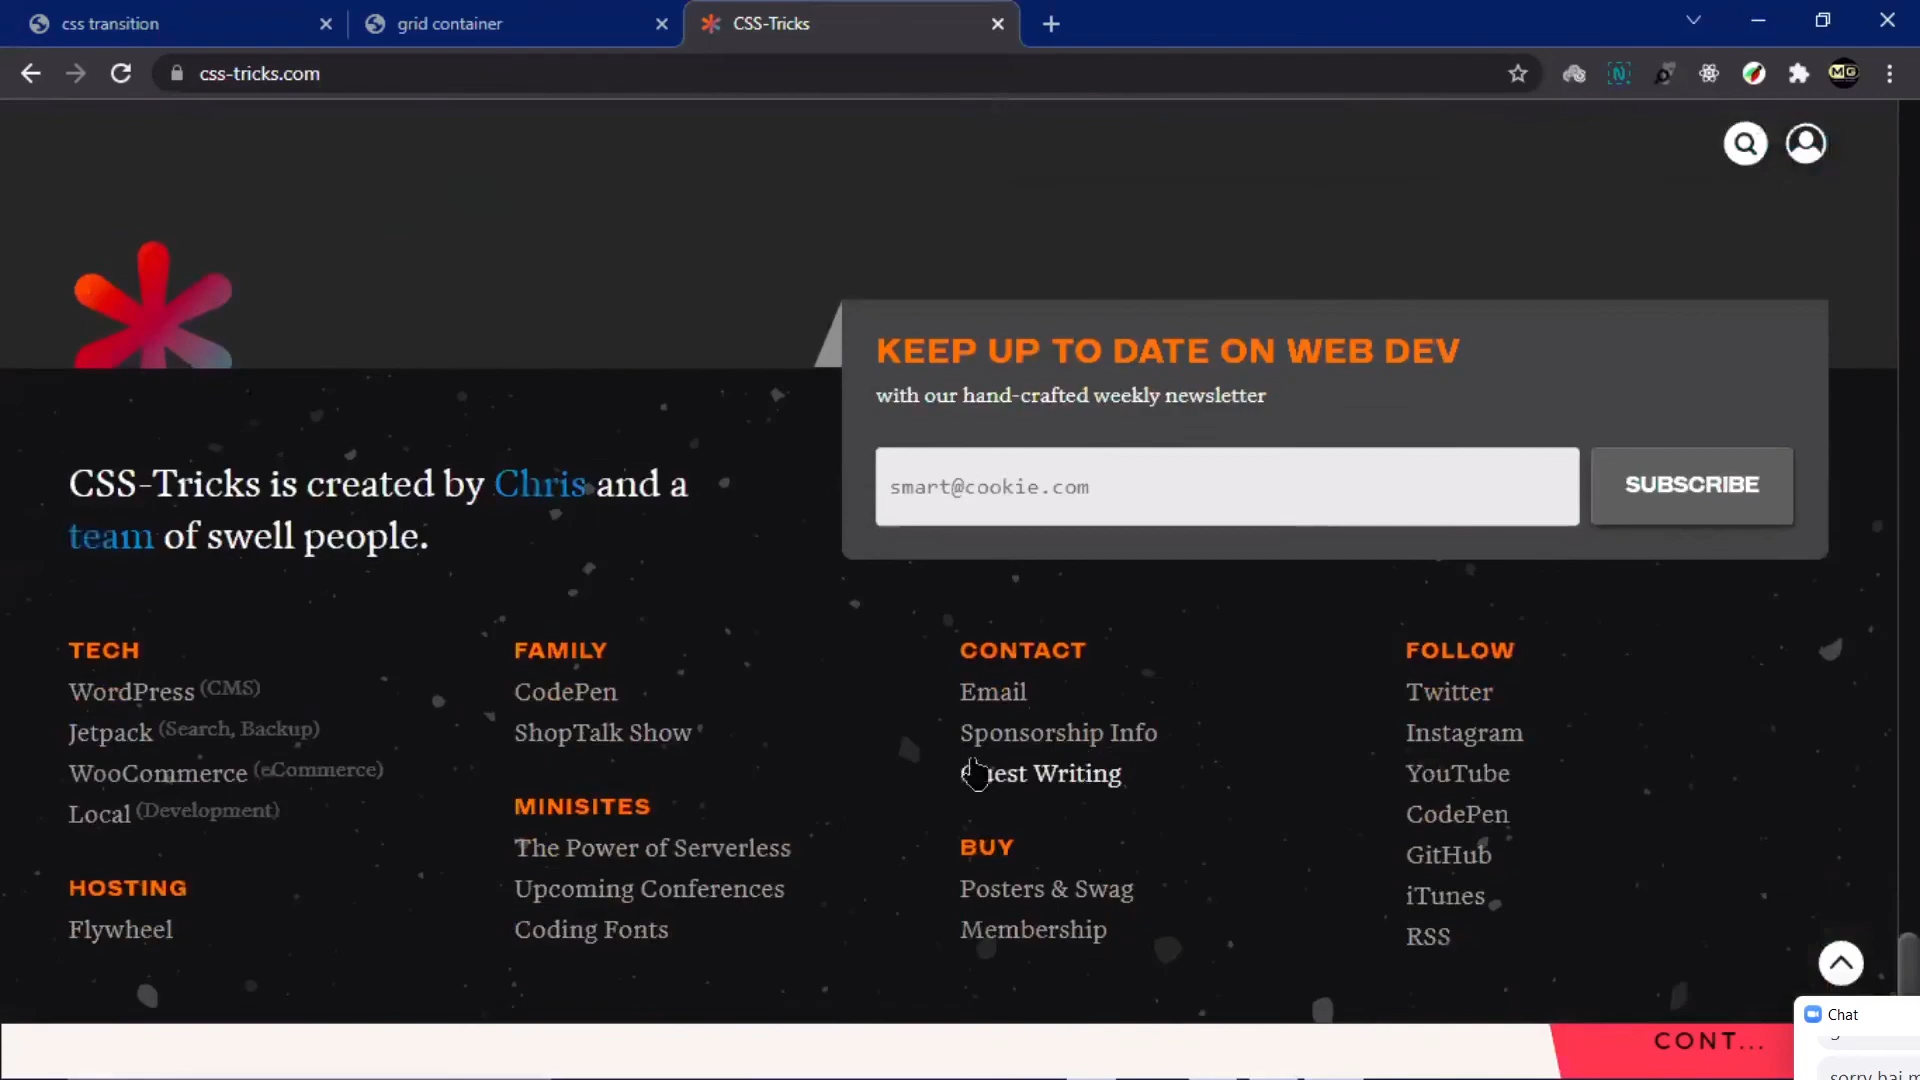 css transition
grid container
CSS-Tricks
css-tricks.com
MG
KEEP UP TO DATE ON WEB DEV
with our hand-crafted weekly newsletter
smart@cookie.com
SUBSCRIBE
CSS-Tricks is created by Chris and a
team of swell people.
TECH
WordPress (CMS)
Jetpack (Search, Backup)
WooCommerce (eCommerce)
Local (Development)
HOSTING
Flywheel
FAMILY
CodePen
ShopTalk Show
MINISITES
The Power of Serverless
Upcoming Conferences
Coding Fonts
CONTACT
Email
Sponsorship Info
Guest Writing
BUY
Posters & Swag
Membership
FOLLOW
Twitter
Instagram
YouTube
CodePen
GitHub
iTunes
RSS
Chat
CONT...
sorry bai